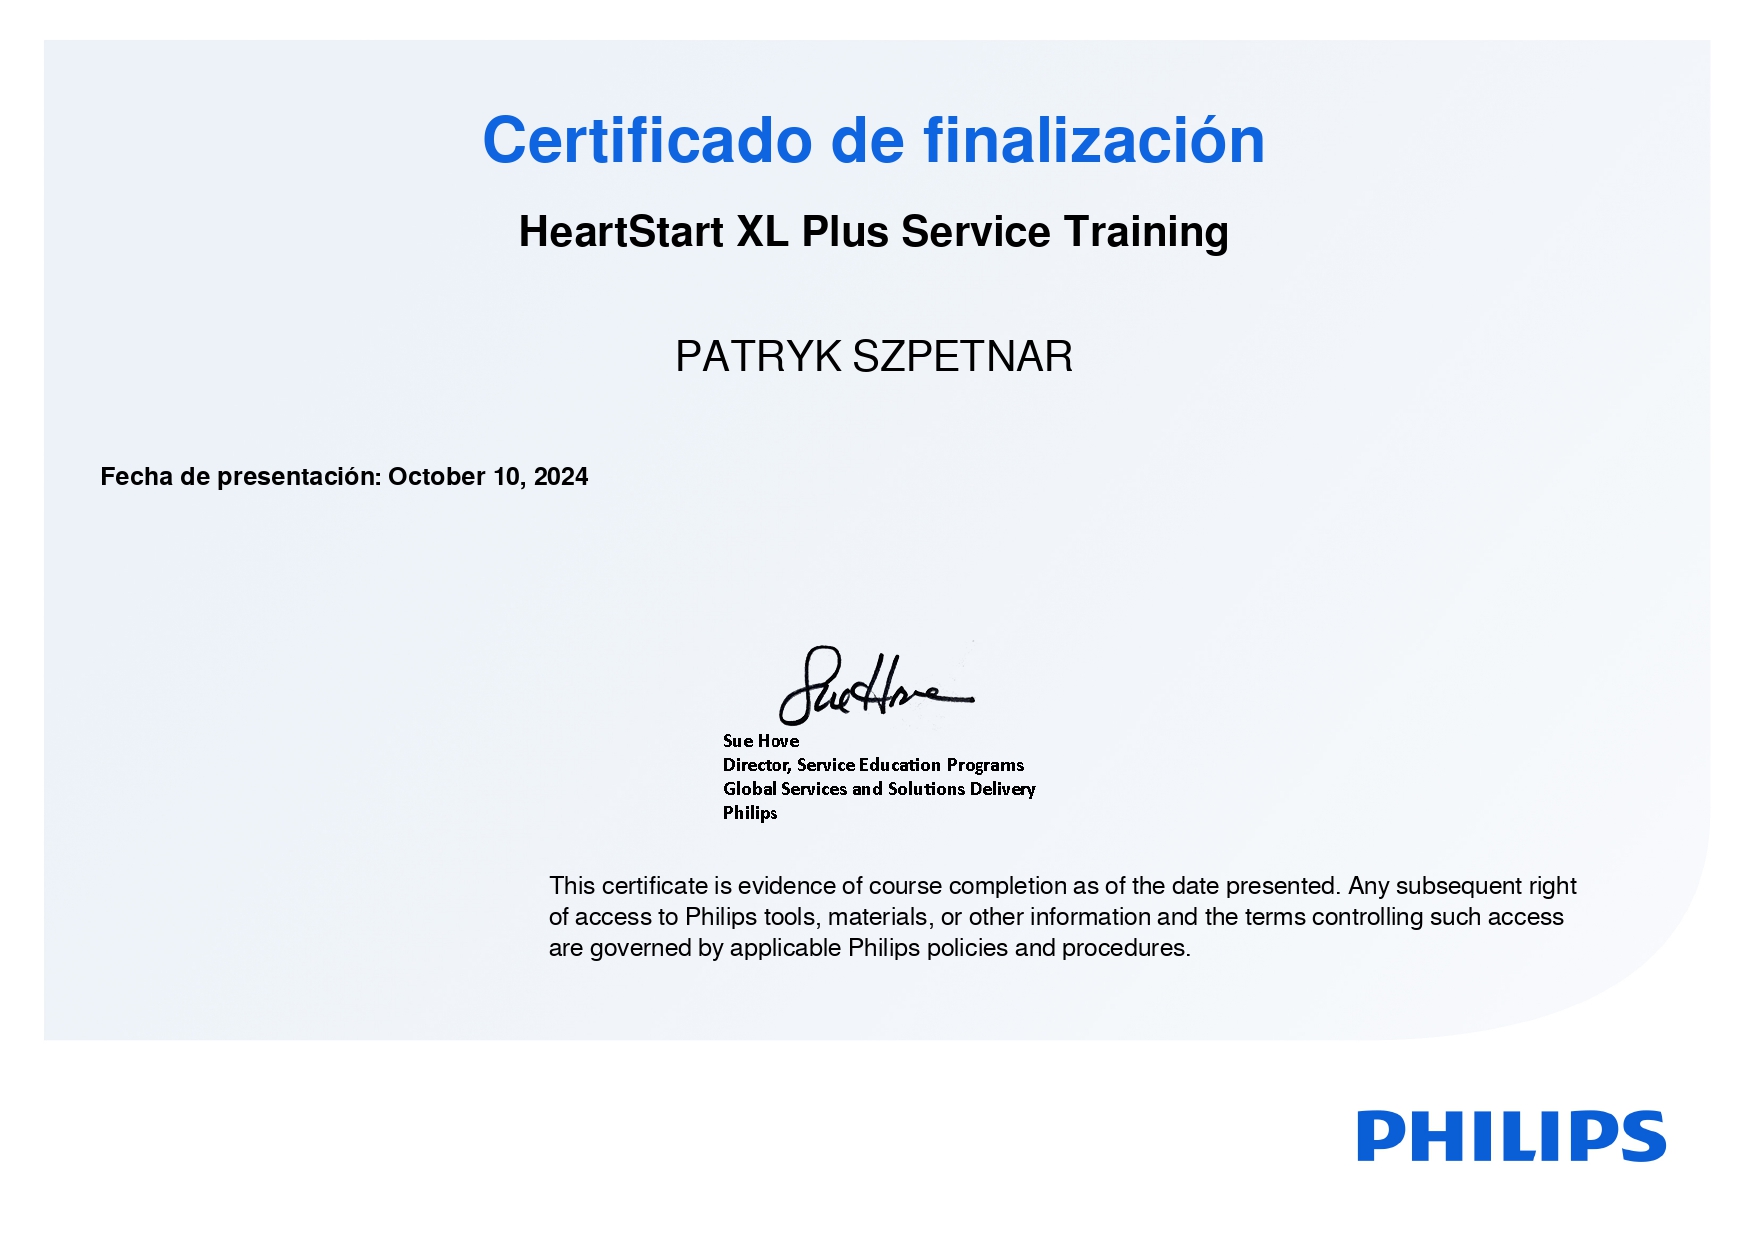 Certificado de finalización
HeartStart XL Plus Service Training
PATRYK SZPETNAR
Fecha de presentación: October 10, 2024
Sue Hove
Sue Hove
Director, Service Education Programs
Global Services and Solutions Delivery
Philips
This certificate is evidence of course completion as of the date presented. Any subsequent right
of access to Philips tools, materials, or other information and the terms controlling such access
are governed by applicable Philips policies and procedures.
PHILIPS